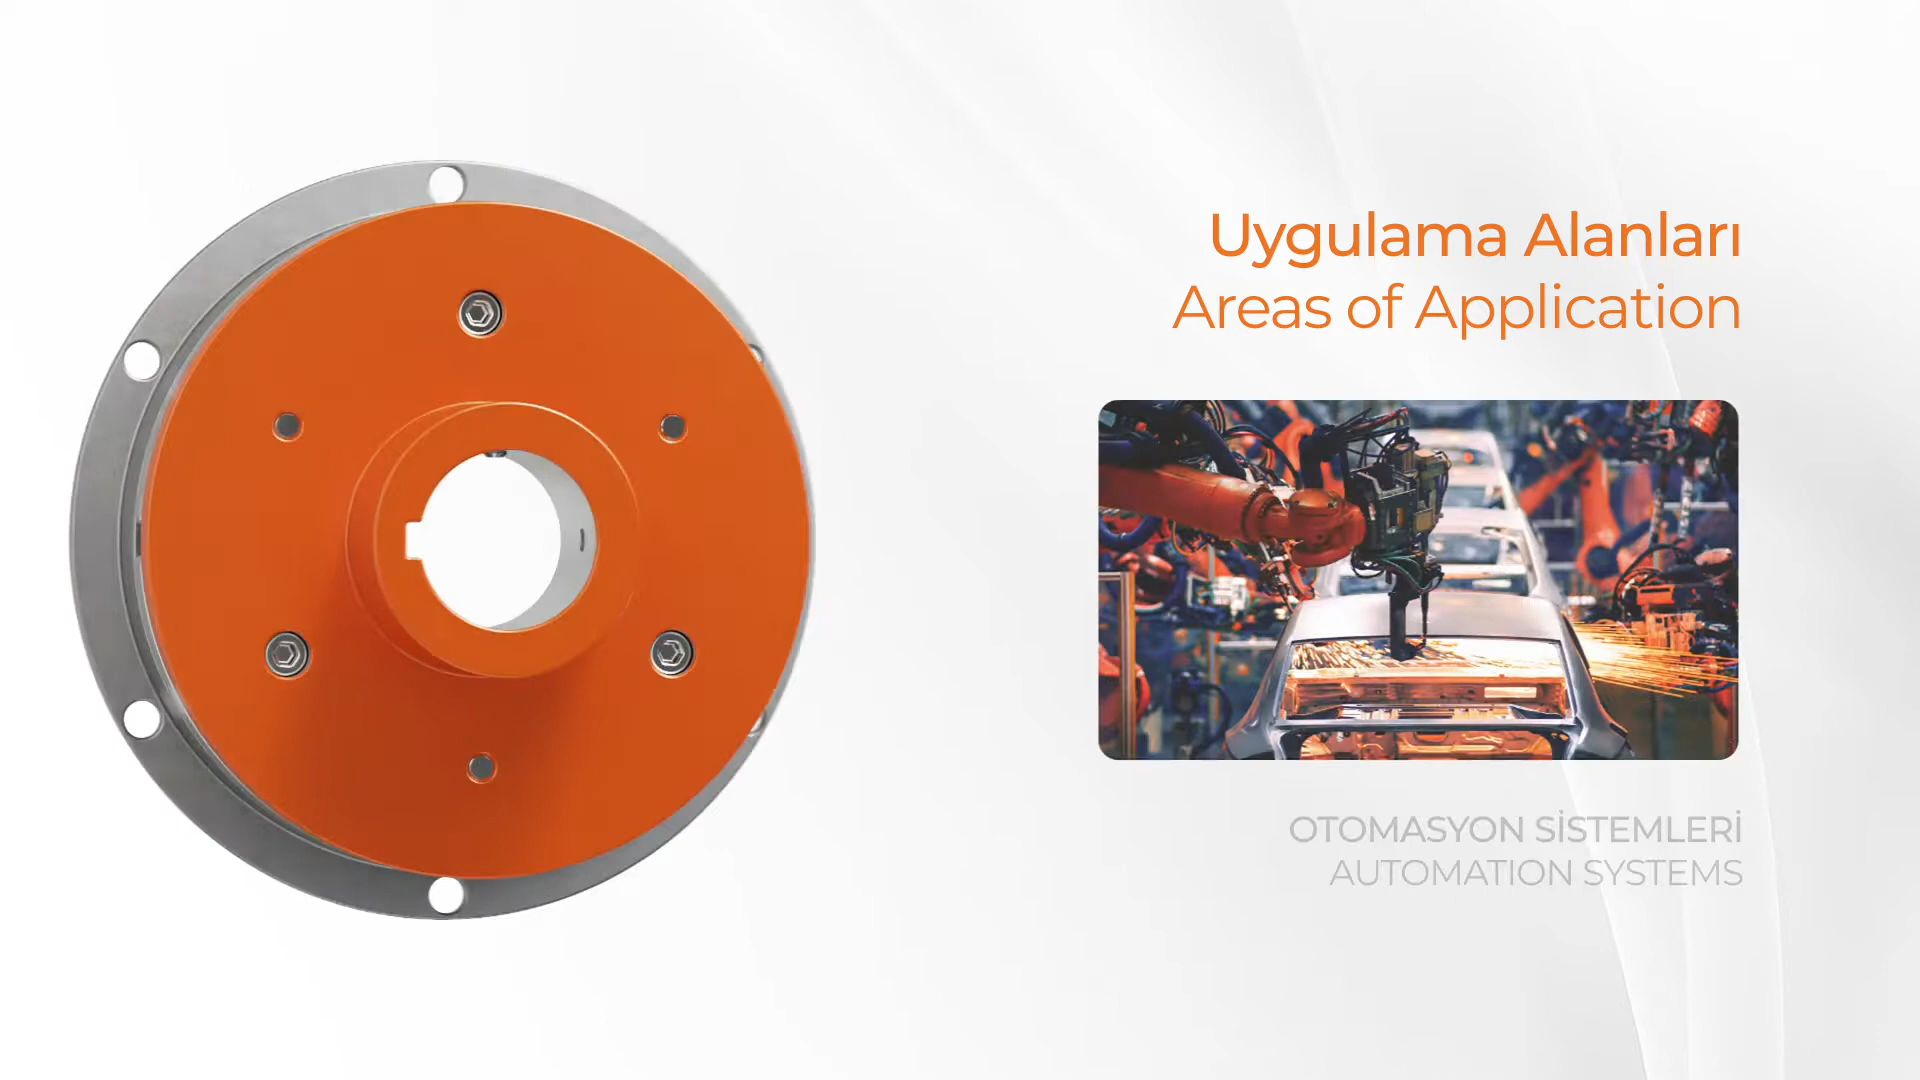 Uygulama Alanları
Areas of Application
OTOMASYON SİSTEMLERİ
AUTOMATION SYSTEMS